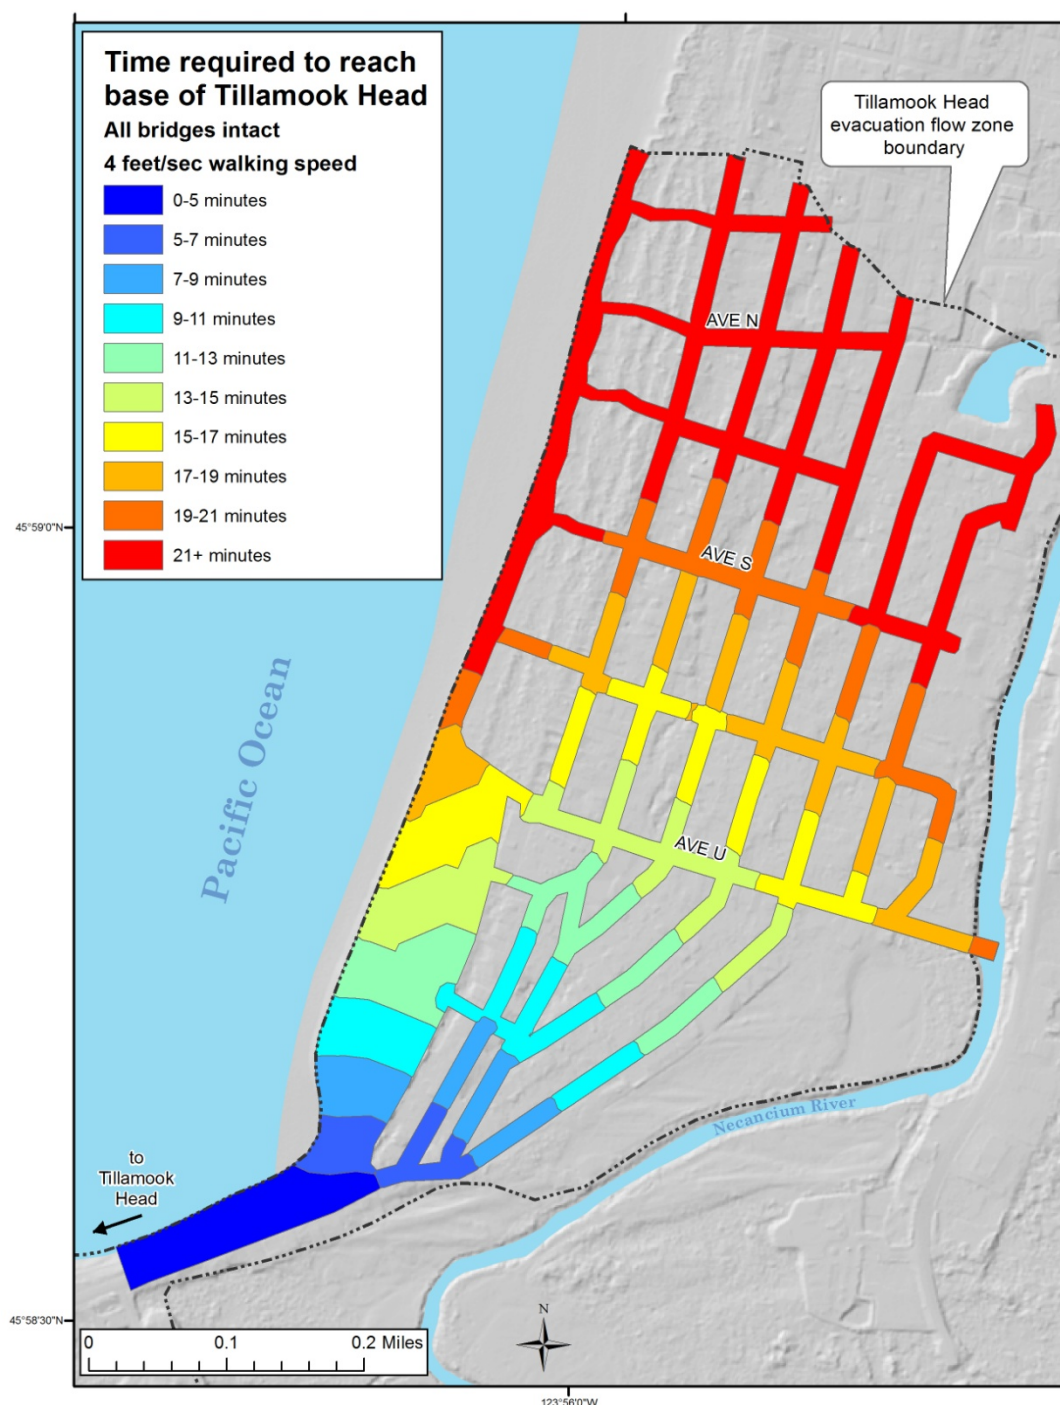 Time required to reach
base of Tillamook Head
All bridges intact
4 feet/sec walking speed
0-5 minutes
5-7 minutes
7-9 minutes
9-11 minutes
11-13 minutes
13-15 minutes
15-17 minutes
17-19 minutes
19-21 minutes
21+ minutes
Tillamook Head
evacuation flow zone
boundary
AVE N
45°59'0"N
AVE S
Pacific Ocean
AVE U
Necancium River
to
Tillamook
Head
45°58'30"N
N
0 0.1 0.2 Miles
123°56'0"W